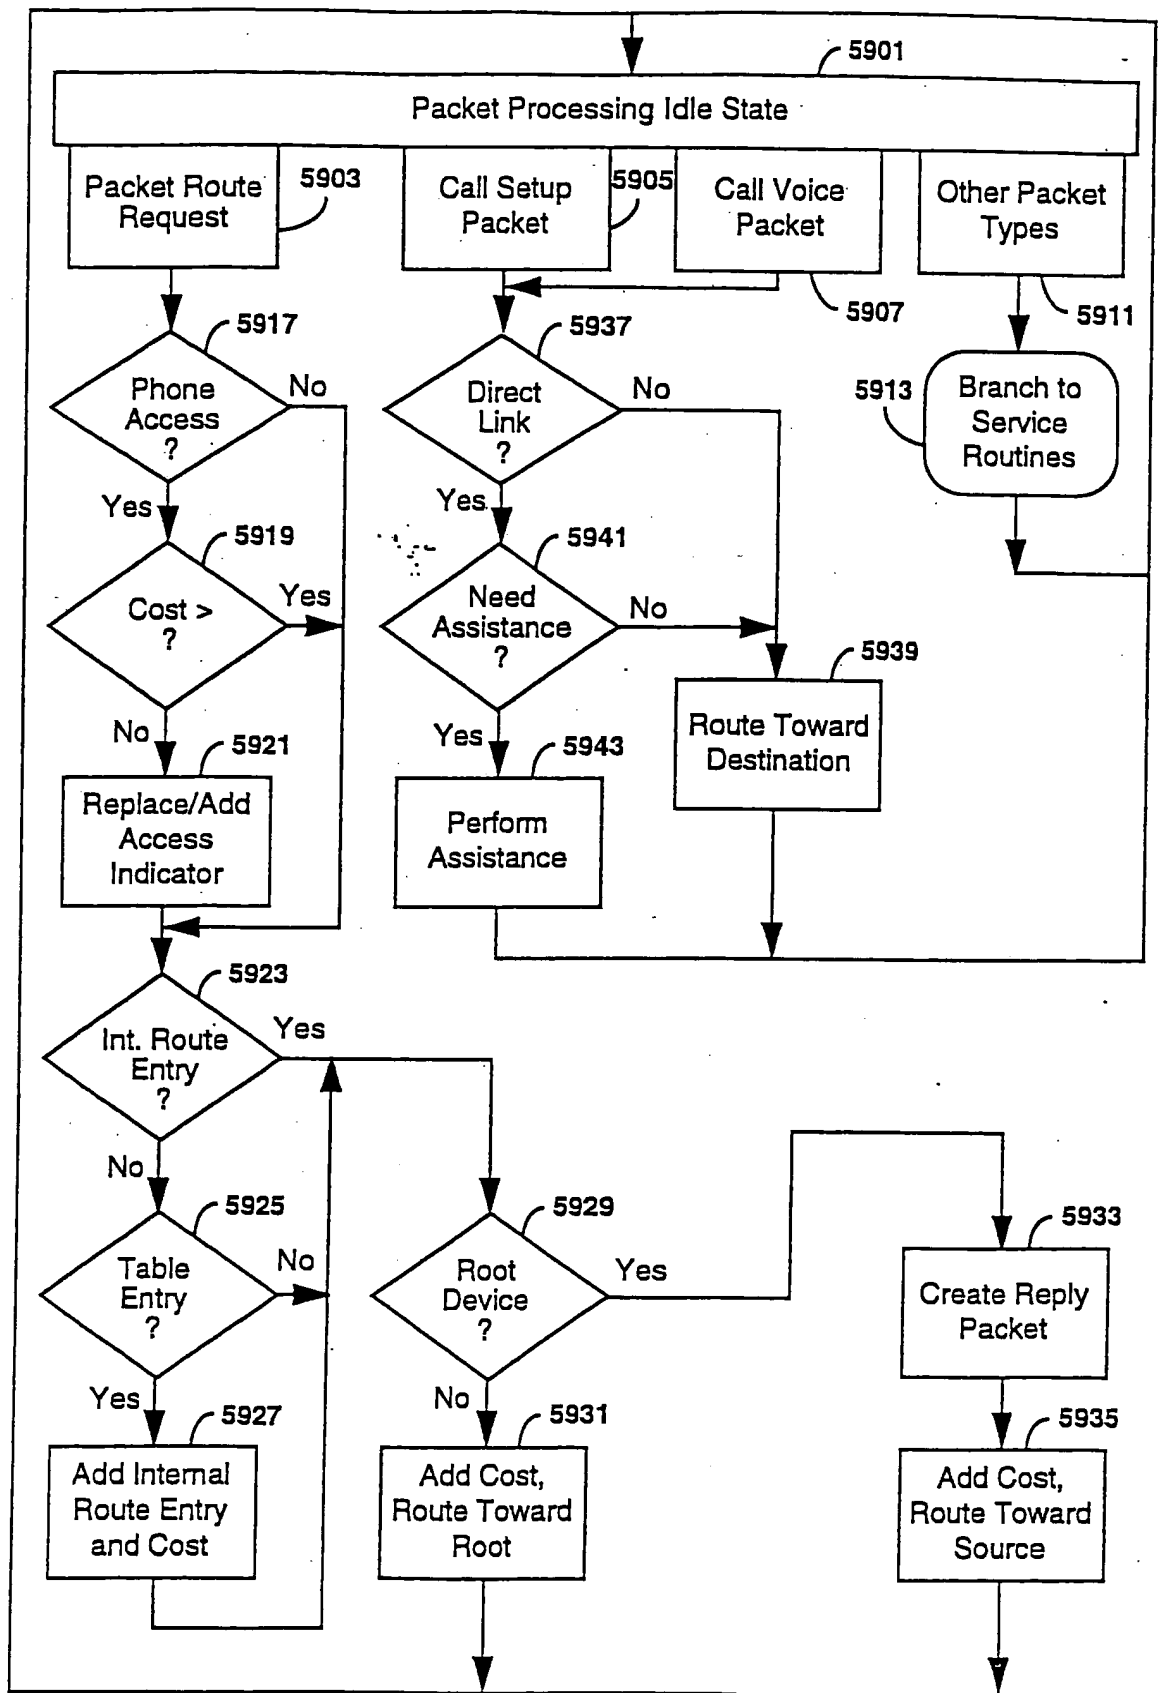 5901
Packet Processing Idle State
Packet Route
Request
5903
Call Setup
Packet
5905
Call Voice
Packet
5907
Other Packet
Types
5911
5917
Phone
Access
?
No
Yes
5937
Direct
Link
?
No
Yes
5913
Branch to
Service
Routines
5919
Cost >
?
Yes
No
5941
Need
Assistance
?
No
Yes
5939
Route Toward
Destination
5921
Replace/Add
Access
Indicator
5943
Perform
Assistance
5923
Int. Route
Entry
?
Yes
No
5925
Table
Entry
?
No
Yes
5929
Root
Device
?
Yes
No
5933
Create Reply
Packet
5927
Add Internal
Route Entry
and Cost
5931
Add Cost,
Route Toward
Root
5935
Add Cost,
Route Toward
Source